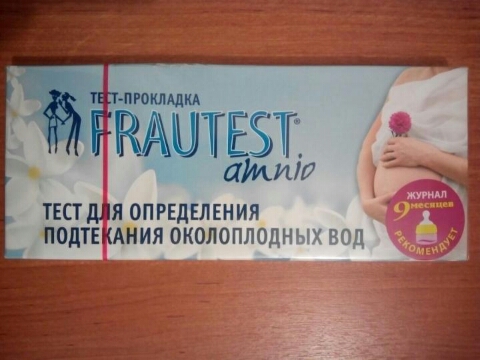 ТЕСТ-ПРОКЛАДКА
FRAUTEST®
amnio
ТЕСТ ДЛЯ ОПРЕДЕЛЕНИЯ
ПОДТЕКАНИЯ ОКОЛОПЛОДНЫХ ВОД
ЖУРНАЛ
9 месяцев
РЕКОМЕНДУЕТ